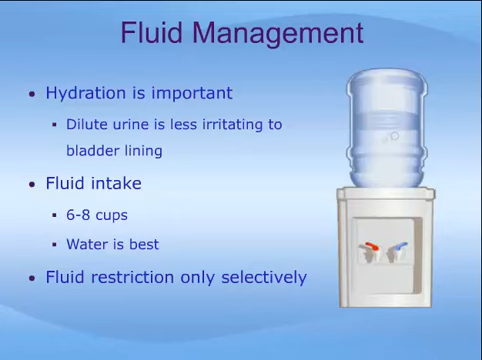 Fluid Management
• Hydration is important
▪ Dilute urine is less irritating to
bladder lining
• Fluid intake
▪ 6-8 cups
▪ Water is best
• Fluid restriction only selectively